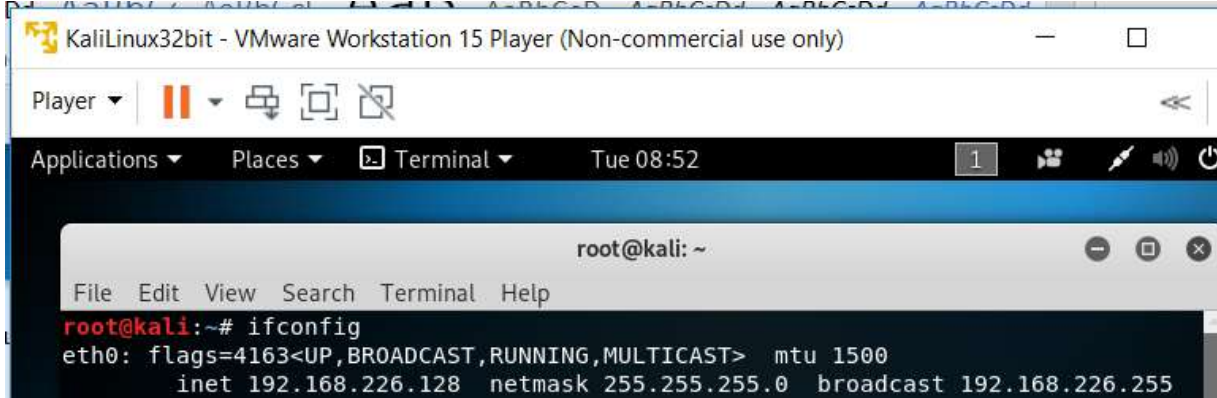 KaliLinux32bit - VMware Workstation 15 Player (Non-commercial use only)
Player
Applications Places Terminal Tue 08:52 1
root@kali: ~
File Edit View Search Terminal Help
root@kali:~# ifconfig
eth0: flags=4163<UP,BROADCAST,RUNNING,MULTICAST>  mtu 1500
        inet 192.168.226.128  netmask 255.255.255.0  broadcast 192.168.226.255